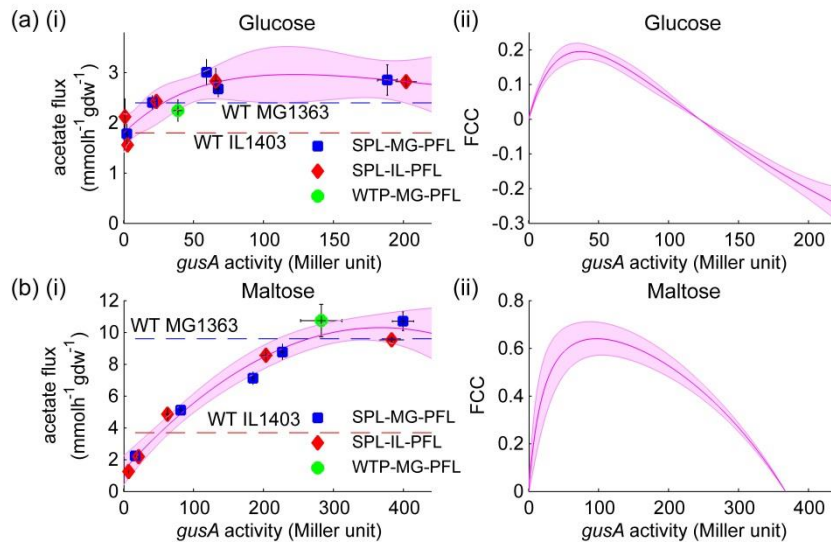 (a) (i) Glucose
acetate flux
(mmolh⁻¹ gdw⁻¹)
3
2
1
0
WT MG1363
WT IL1403
SPL-MG-PFL
SPL-IL-PFL
WTP-MG-PFL
0 50 100 150 200
gusA activity (Miller unit)
(ii) Glucose
FCC
0.2
0.1
0
-0.1
-0.2
-0.3
0 50 100 150 200
gusA activity (Miller unit)
(b) (i) Maltose
acetate flux
(mmolh⁻¹ gdw⁻¹)
12
10
8
6
4
2
0
WT MG1363
WT IL1403
SPL-MG-PFL
SPL-IL-PFL
WTP-MG-PFL
0 100 200 300 400
gusA activity (Miller unit)
(ii) Maltose
FCC
0.8
0.6
0.4
0.2
0
0 100 200 300 400
gusA activity (Miller unit)